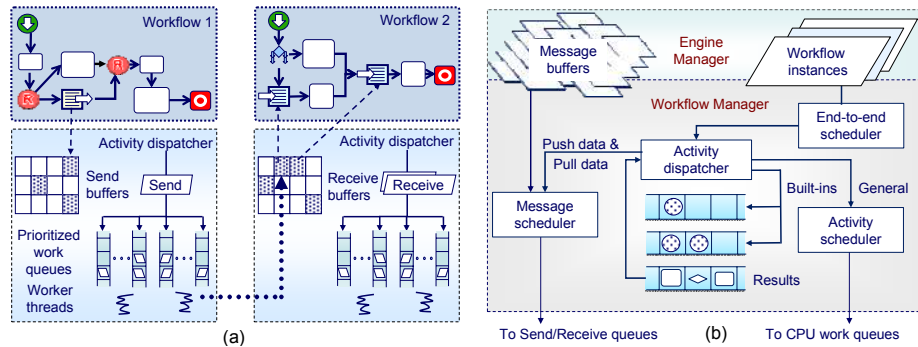 Workflow 1
R
R
Activity dispatcher
Send
buffers
Send
Prioritized
work
queues
Worker
threads
Workflow 2
Activity dispatcher
Receive
buffers
Receive
(a)
Message
buffers
Engine
Manager
Workflow
instances
Workflow Manager
End-to-end
scheduler
Push data &
Pull data
Activity
dispatcher
Built-ins
General
Message
scheduler
Activity
scheduler
Results
To Send/Receive queues
(b)
To CPU work queues